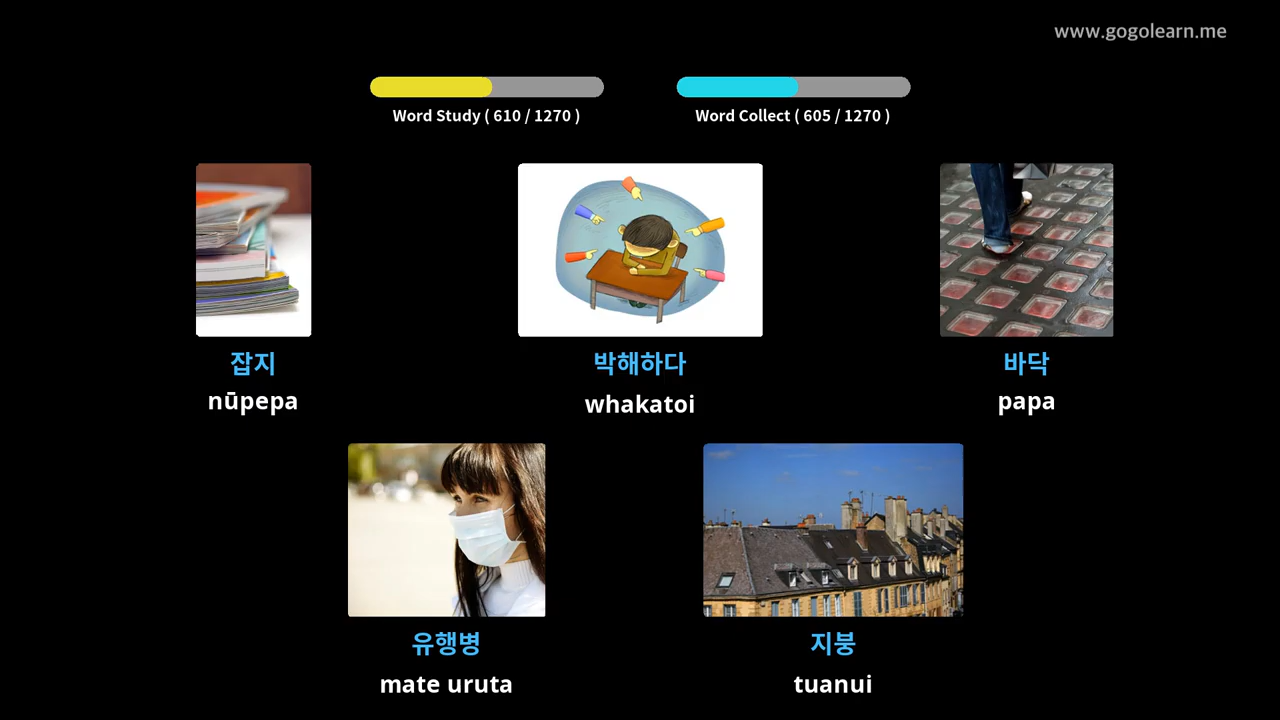 www.gogolearn.me
Word Study ( 610 / 1270 )
Word Collect ( 605 / 1270 )
잡지
nūpepa
박해하다
whakatoi
바닥
papa
유행병
mate uruta
지붕
tuanui